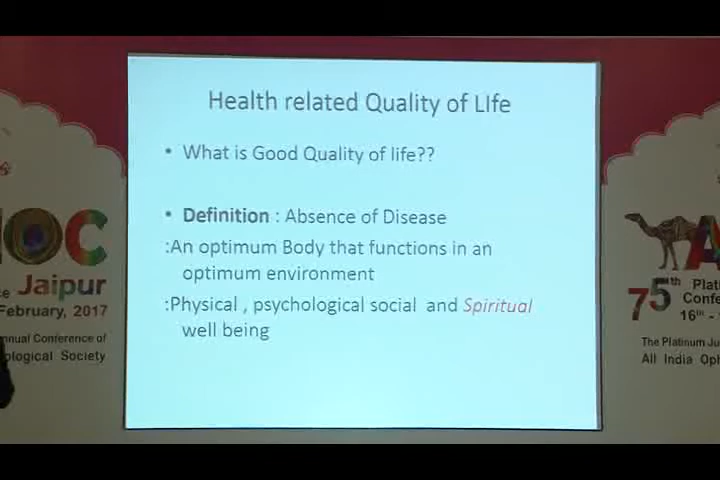 Health related Quality of LIfe
• What is Good Quality of life??
• Definition : Absence of Disease
:An optimum Body that functions in an
optimum environment
:Physical , psychological social and Spiritual
well being
OC
Jaipur
February, 2017
nnual Conference of
ological Society
A
75th Plati
Confe
16th -
The Platinum Ju
All India Oph